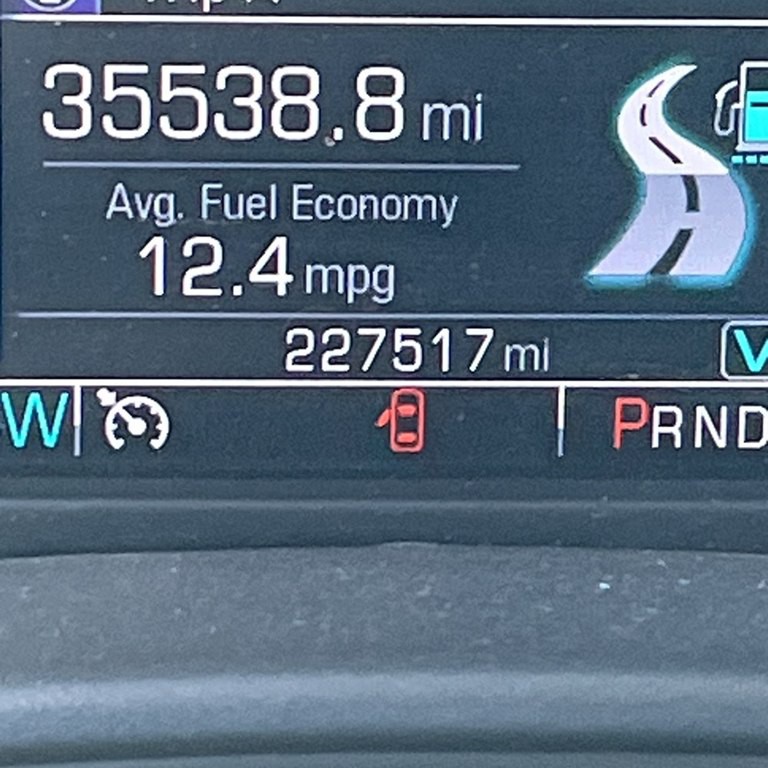 35538.8 mi
Avg. Fuel Economy
12.4 mpg
227517 mi
W
PRND